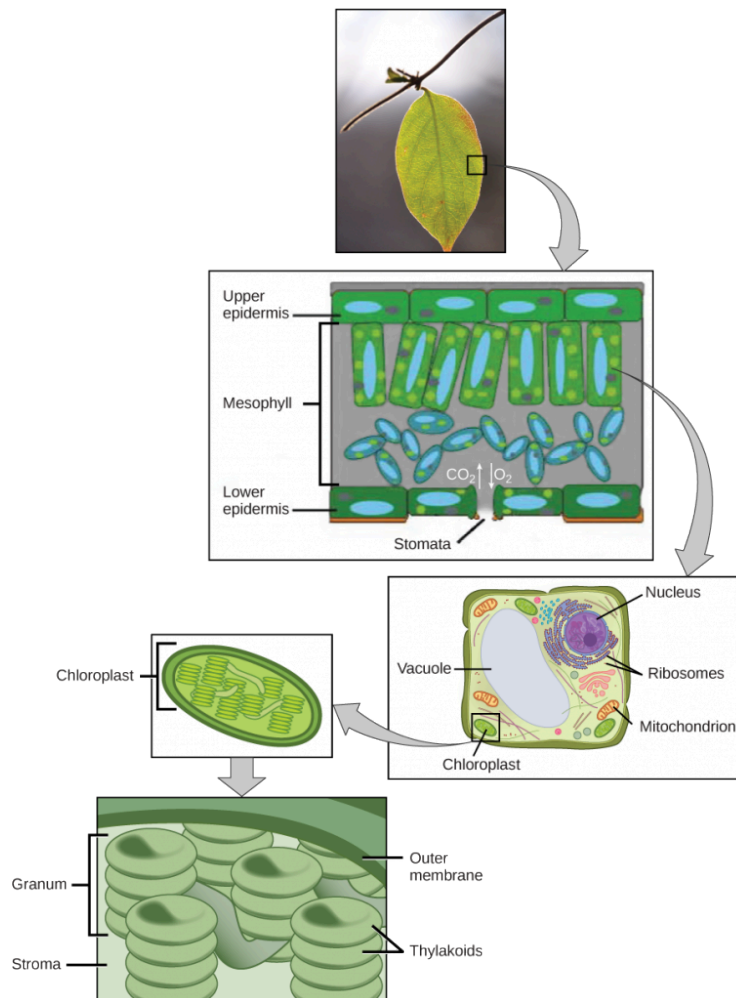 Upper
epidermis
Mesophyll
CO₂
O₂
Lower
epidermis
Stomata
Nucleus
Vacuole
Ribosomes
Mitochondrion
Chloroplast
Chloroplast
Outer
membrane
Granum
Thylakoids
Stroma